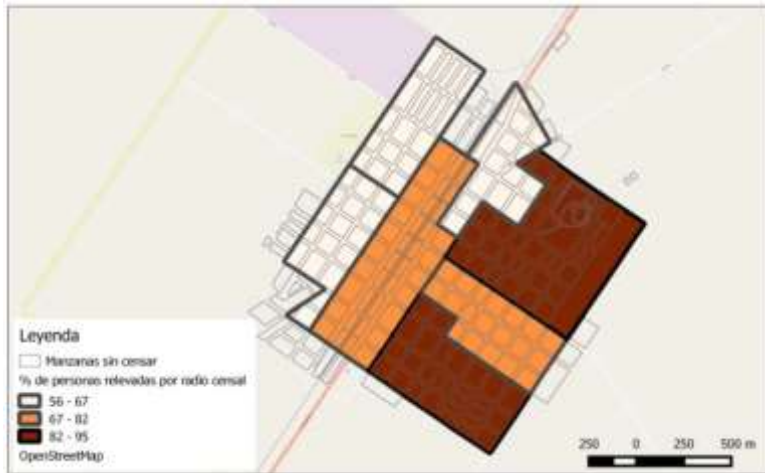 Leyenda
Manzanas sin censar
% de personas relevadas por radio censal
56 - 67
67 - 82
82 - 95
OpenStreetMap
250 0 250 500 m